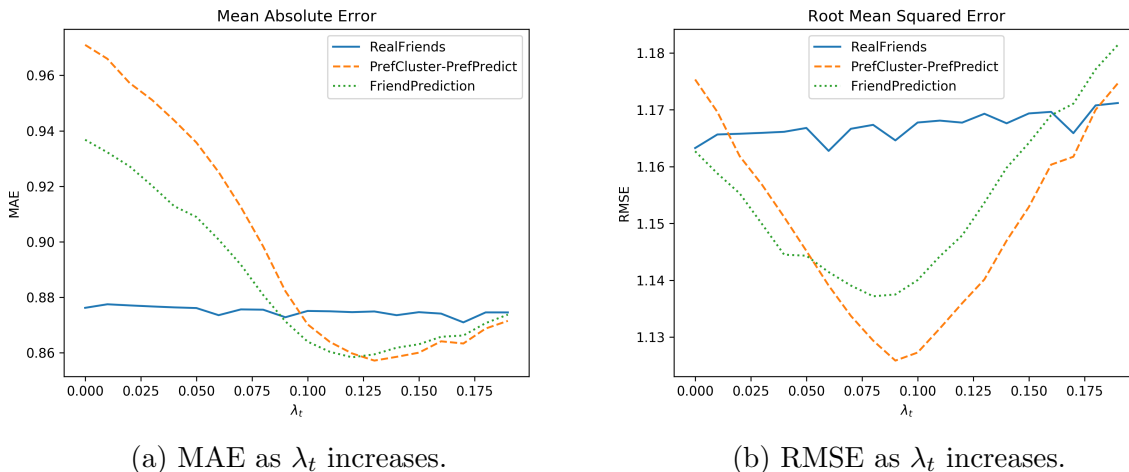 Mean Absolute Error
RealFriends
PrefCluster-PrefPredict
FriendPrediction
MAE
0.96
0.94
0.92
0.90
0.88
0.86
0.000 0.025 0.050 0.075 0.100 0.125 0.150 0.175
λt
(a) MAE as λt increases.
Root Mean Squared Error
RealFriends
PrefCluster-PrefPredict
FriendPrediction
RMSE
1.18
1.17
1.16
1.15
1.14
1.13
0.000 0.025 0.050 0.075 0.100 0.125 0.150 0.175
λt
(b) RMSE as λt increases.